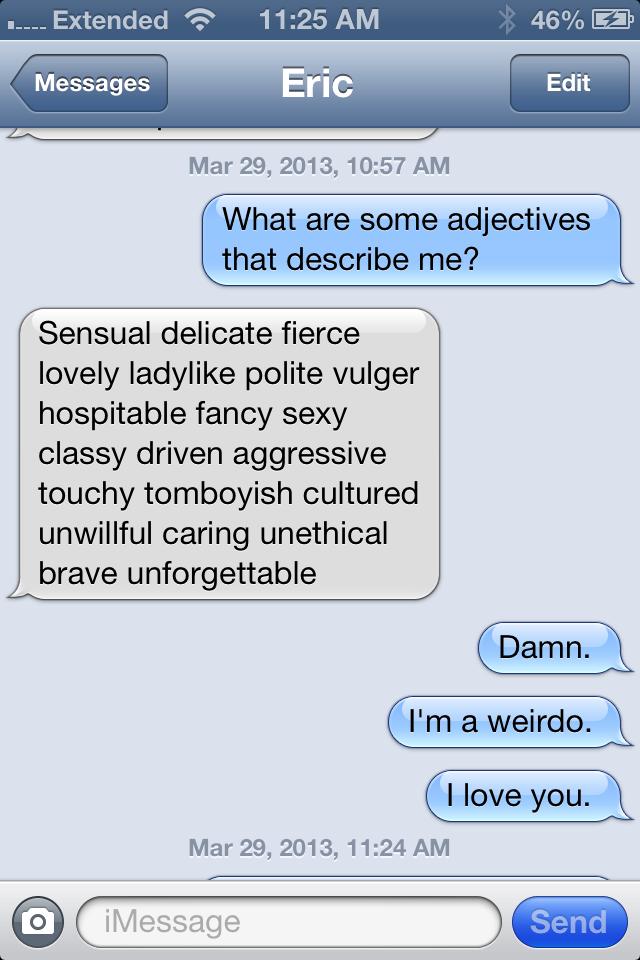 Extended 11:25 AM 46%
Messages Eric Edit
Mar 29, 2013, 10:57 AM
What are some adjectives
that describe me?
Sensual delicate fierce
lovely ladylike polite vulger
hospitable fancy sexy
classy driven aggressive
touchy tomboyish cultured
unwillful caring unethical
brave unforgettable
Damn.
I'm a weirdo.
I love you.
Mar 29, 2013, 11:24 AM
iMessage Send